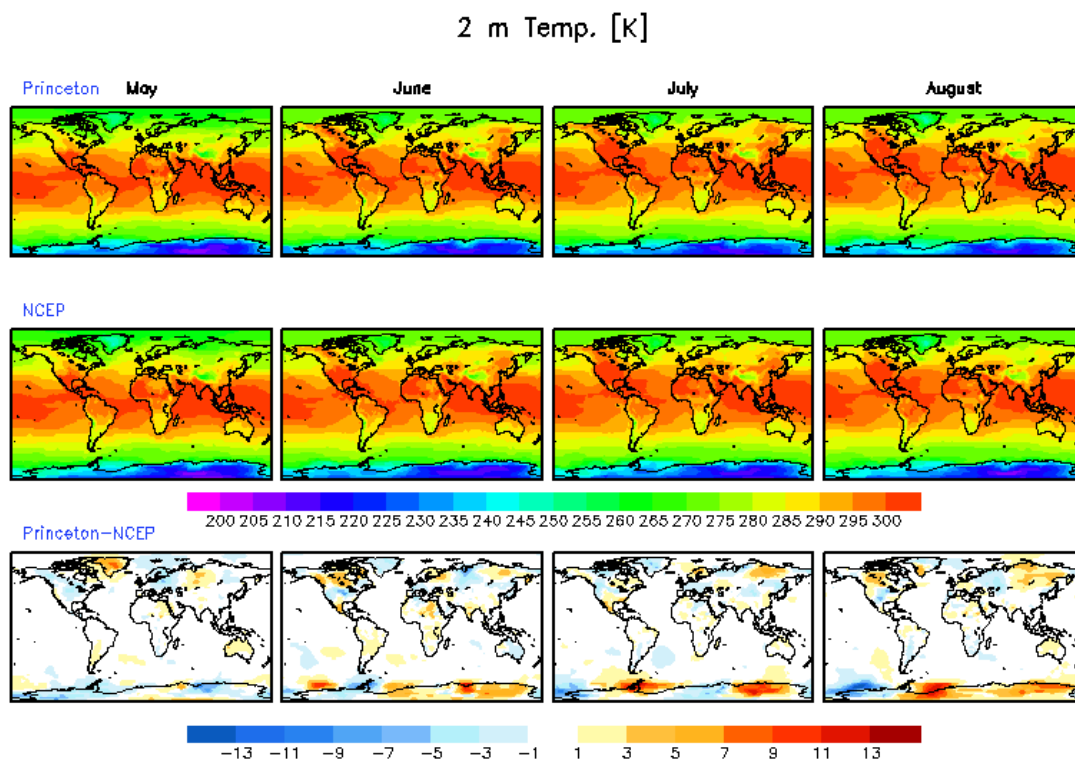 2 m Temp. [K]
Princeton May June July August
NCEP
200 205 210 215 220 225 230 235 240 245 250 255 260 265 270 275 280 285 290 295 300
Princeton−NCEP
−13 −11 −9 −7 −5 −3 −1 1 3 5 7 9 11 13